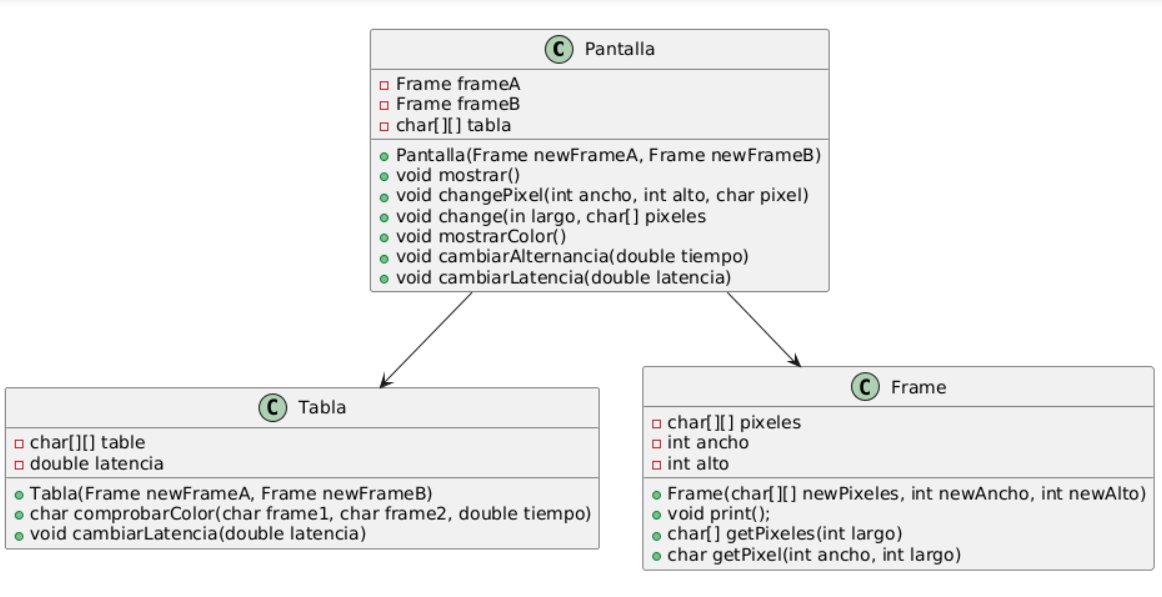 C Pantalla
Frame frameA
Frame frameB
char[][] tabla
Pantalla(Frame newFrameA, Frame newFrameB)
void mostrar()
void changePixel(int ancho, int alto, char pixel)
void change(in largo, char[] pixeles
void mostrarColor()
void cambiarAlternancia(double tiempo)
void cambiarLatencia(double latencia)
C Tabla
char[][] table
double latencia
Tabla(Frame newFrameA, Frame newFrameB)
char comprobarColor(char frame1, char frame2, double tiempo)
void cambiarLatencia(double latencia)
C Frame
char[][] pixeles
int ancho
int alto
Frame(char[][] newPixeles, int newAncho, int newAlto)
void print();
char[] getPixeles(int largo)
char getPixel(int ancho, int largo)